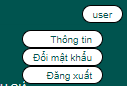 user
Thông tin
Đổi mật khẩu
Đăng xuất